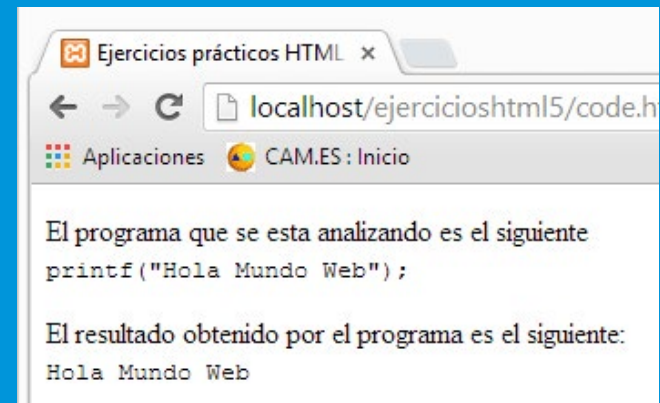 Ejercicios prácticos HTML
localhost/ejercicioshtml5/code.h
Aplicaciones CAM.ES : Inicio
El programa que se esta analizando es el siguiente
printf("Hola Mundo Web");
El resultado obtenido por el programa es el siguiente:
Hola Mundo Web